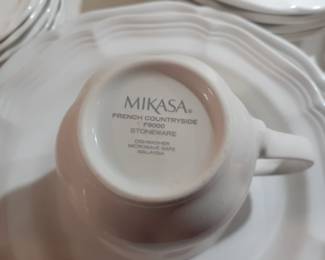 MIKASA®
FRENCH COUNTRYSIDE
F9000
STONEWARE
DISHWASHER
MICROWAVE SAFE
MALAYSIA